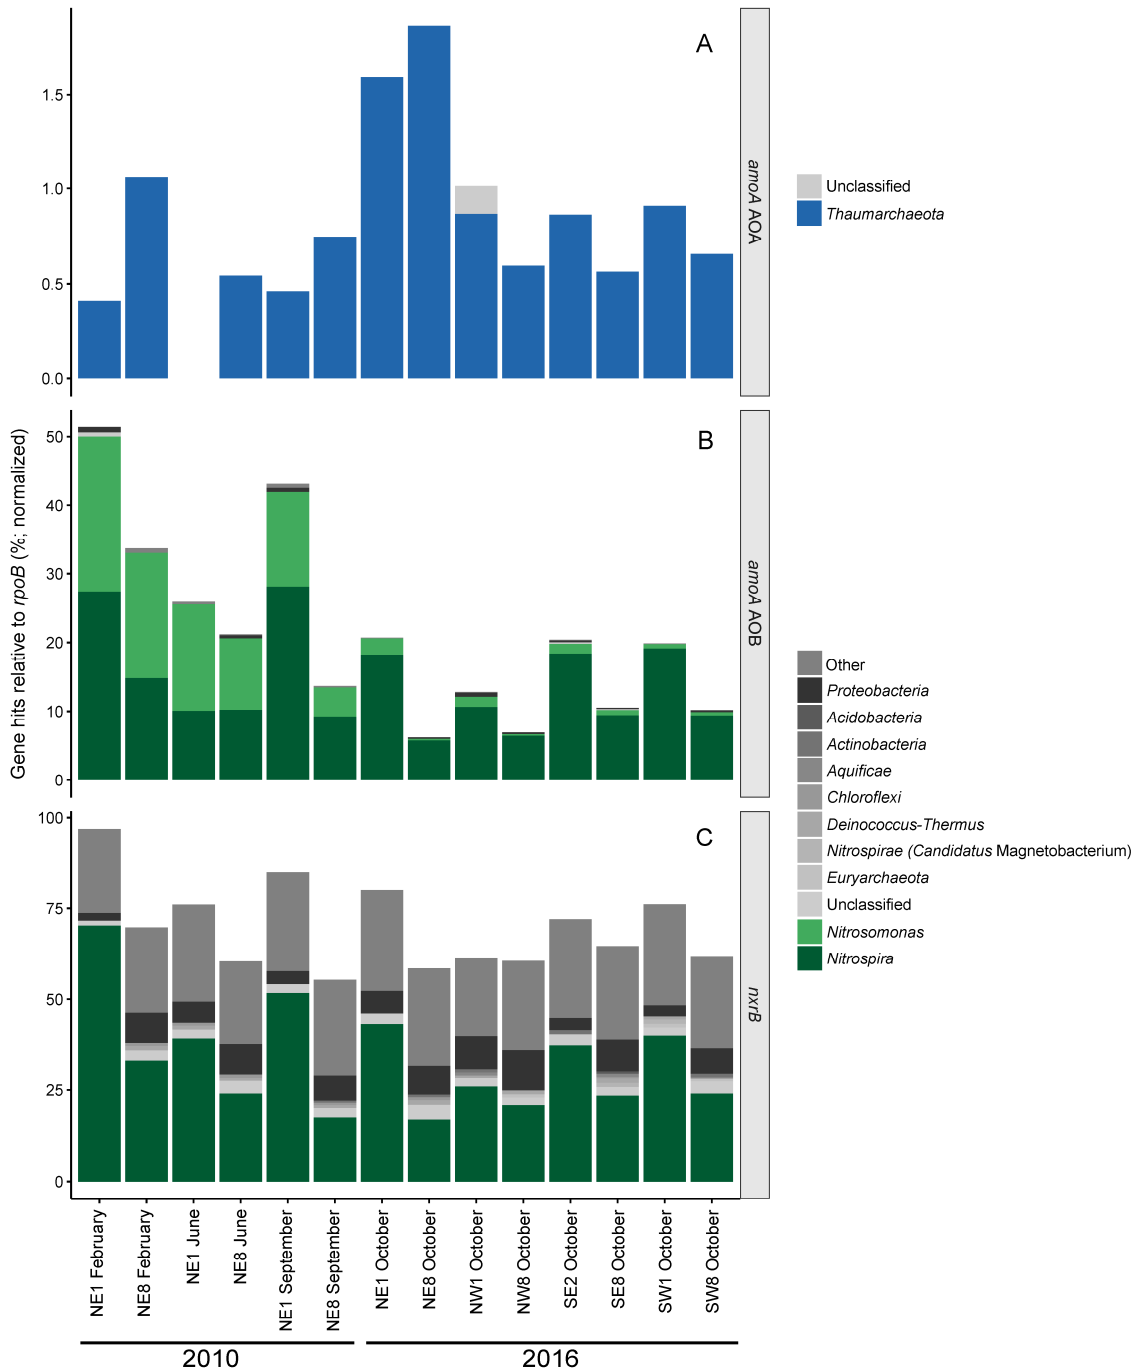 A
1.5
1.0
0.5
0.0
amoA AOA
Unclassified
Thaumarchaeota
B
50
40
30
20
10
0
amoA AOB
Gene hits relative to rpoB (%; normalized)
Other
Proteobacteria
Acidobacteria
Actinobacteria
Aquificae
Chloroflexi
Deinococcus-Thermus
Nitrospirae (Candidatus Magnetobacterium)
Euryarchaeota
Unclassified
Nitrosomonas
Nitrospira
C
100
75
50
25
0
nxrB
NE1 February
NE8 February
NE1 June
NE8 June
NE1 September
NE8 September
NE1 October
NE8 October
NW1 October
NW8 October
SE2 October
SE8 October
SW1 October
SW8 October
2010
2016